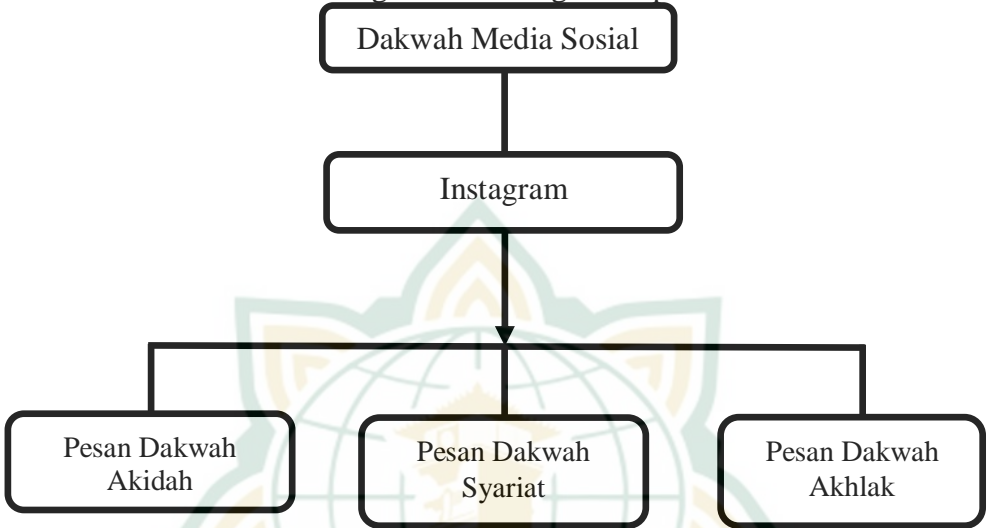 Dakwah Media Sosial
Instagram
Pesan Dakwah
Akidah
Pesan Dakwah
Syariat
Pesan Dakwah
Akhlak